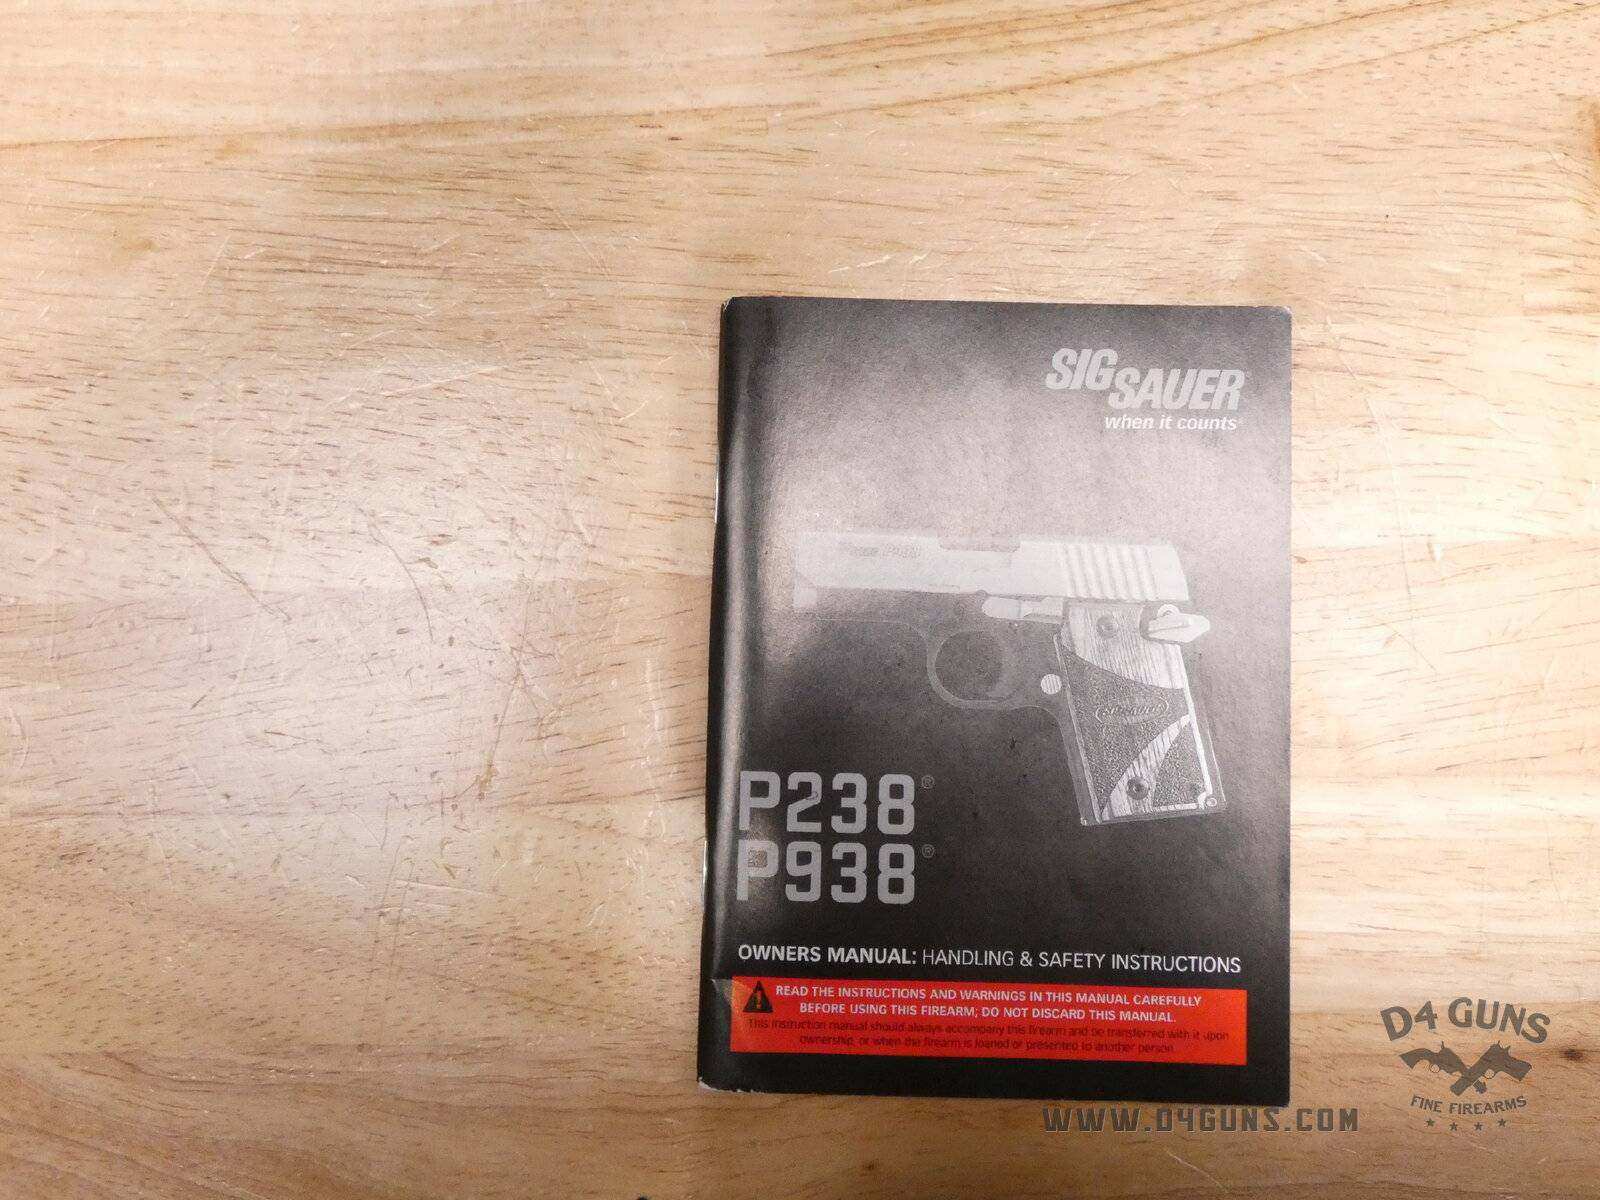 SIG SAUER
when it counts
P238®
P938®
OWNERS MANUAL: HANDLING & SAFETY INSTRUCTIONS
READ THE INSTRUCTIONS AND WARNINGS IN THIS MANUAL CAREFULLY
BEFORE USING THIS FIREARM; DO NOT DISCARD THIS MANUAL.
This instruction manual should always accompany this firearm and be transferred with it upon
ownership, or when the firearm is loaned or presented to another person.
D4 GUNS
FINE FIREARMS
WWW.D4GUNS.COM